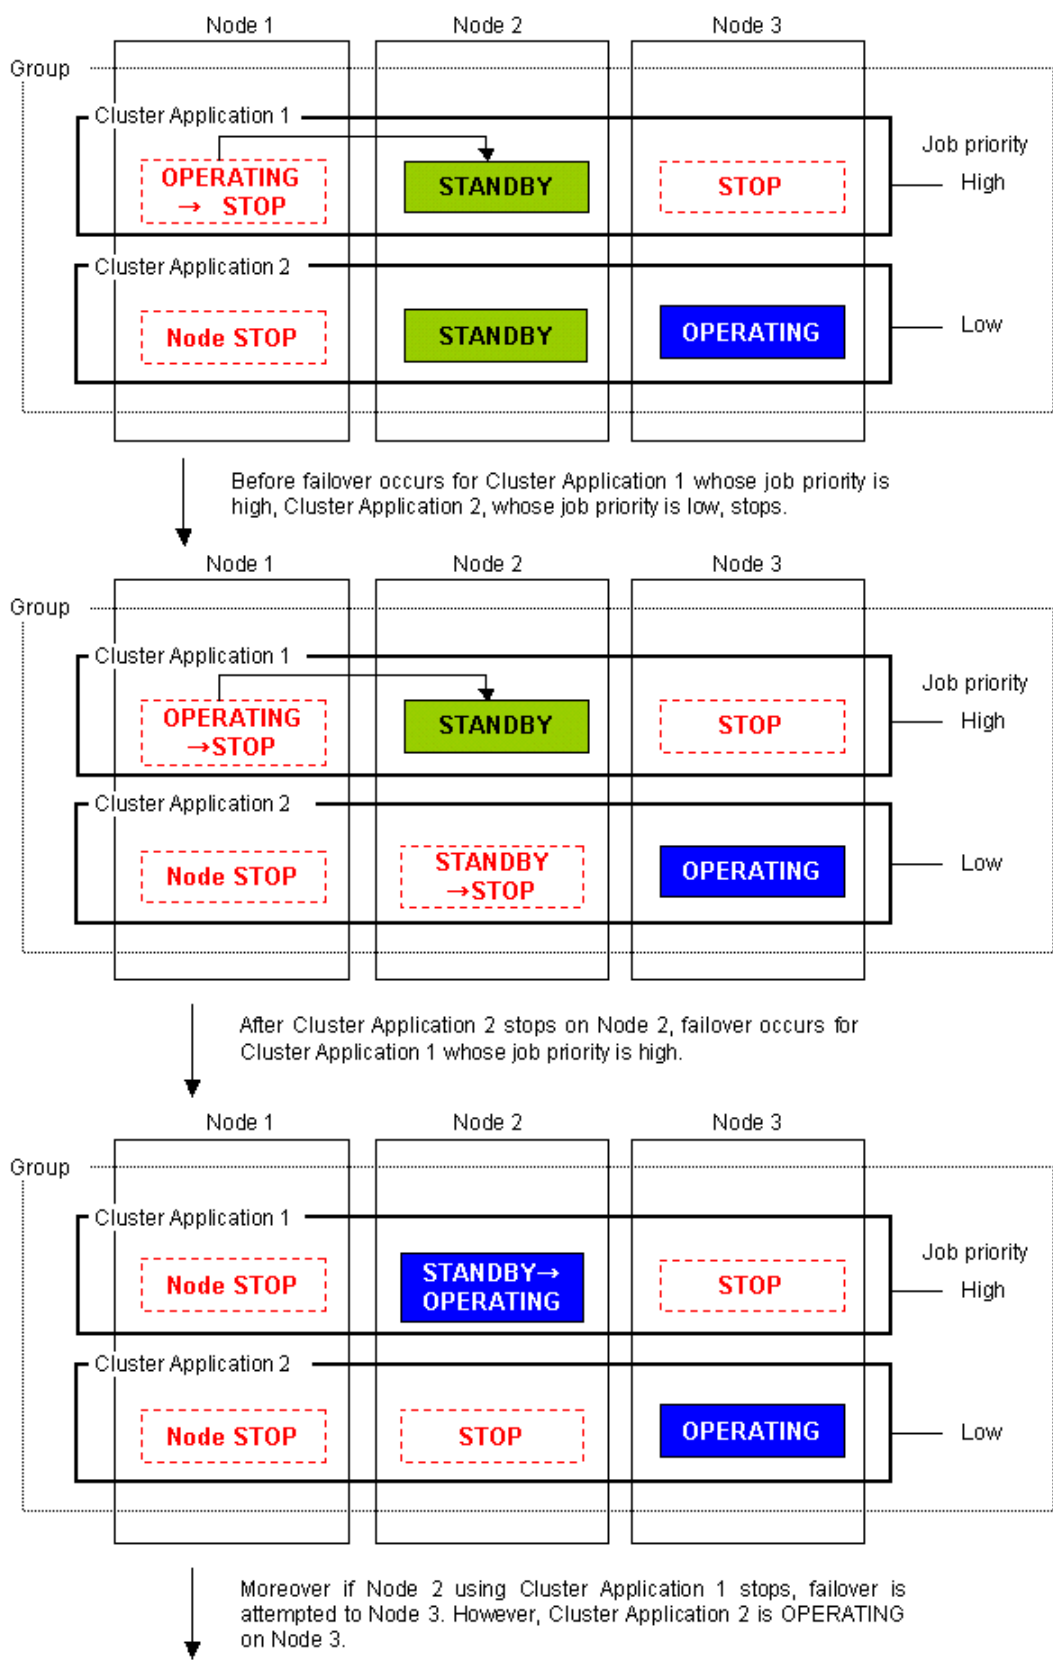 Node 1 Node 2 Node 3
Group
Cluster Application 1
Job priority
OPERATING
→ STOP
STANDBY
STOP
High
Cluster Application 2
Node STOP
STANDBY
OPERATING
Low
Before failover occurs for Cluster Application 1 whose job priority is
high, Cluster Application 2, whose job priority is low, stops.
Node 1 Node 2 Node 3
Group
Cluster Application 1
Job priority
OPERATING
→STOP
STANDBY
STOP
High
Cluster Application 2
Node STOP
STANDBY
→STOP
OPERATING
Low
After Cluster Application 2 stops on Node 2, failover occurs for
Cluster Application 1 whose job priority is high.
Node 1 Node 2 Node 3
Group
Cluster Application 1
Job priority
Node STOP
STANDBY→
OPERATING
STOP
High
Cluster Application 2
Node STOP
STOP
OPERATING
Low
Moreover if Node 2 using Cluster Application 1 stops, failover is
attempted to Node 3. However, Cluster Application 2 is OPERATING
on Node 3.